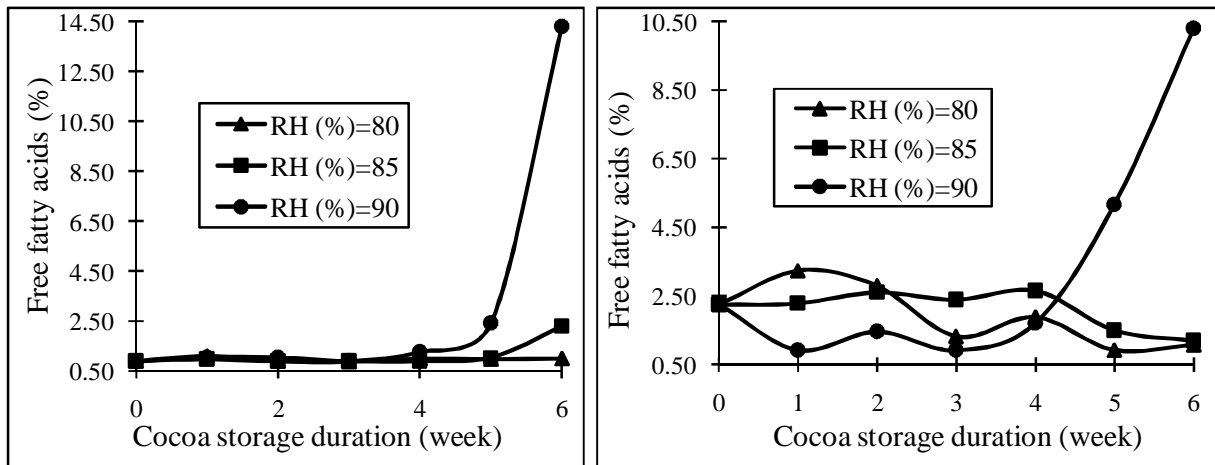 14.50
12.50
10.50
8.50
6.50
4.50
2.50
0.50
Free fatty acids (%)
RH (%)=80
RH (%)=85
RH (%)=90
0 2 4 6
Cocoa storage duration (week)
10.50
8.50
6.50
4.50
2.50
0.50
Free fatty acids (%)
RH (%)=80
RH (%)=85
RH (%)=90
0 1 2 3 4 5 6
Cocoa storage duration (week)